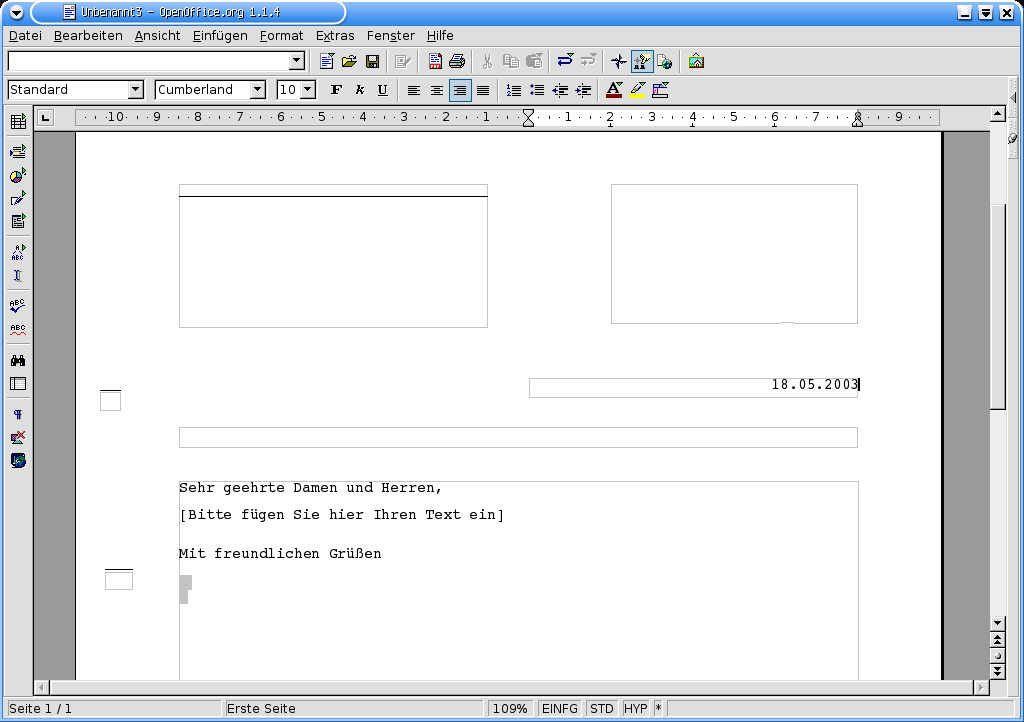 Unbenannt3 - OpenOffice.org 1.1.4
Datei Bearbeiten Ansicht Einfügen Format Extras Fenster Hilfe
Standard Cumberland 10 F k U
10 9 8 7 6 5 4 3 2 1 1 2 3 4 5 6 7 8 9
18.05.2003
Sehr geehrte Damen und Herren,
[Bitte fügen Sie hier Ihren Text ein]
Mit freundlichen Grüßen
Seite 1 / 1 Erste Seite 109% EINFG STD HYP *